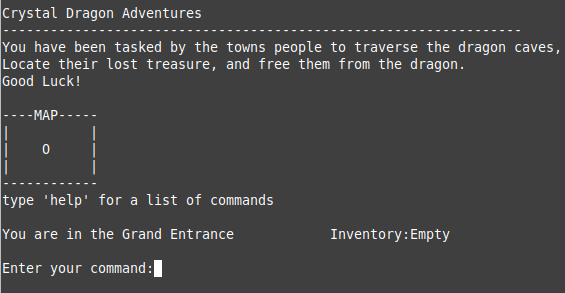 Crystal Dragon Adventures
-----------------------------------------------------------------
You have been tasked by the towns people to traverse the dragon caves,
Locate their lost treasure, and free them from the dragon.
Good Luck!
----MAP-----
|          |
|    O     |
|          |
------------
type 'help' for a list of commands
You are in the Grand Entrance            Inventory:Empty
Enter your command: